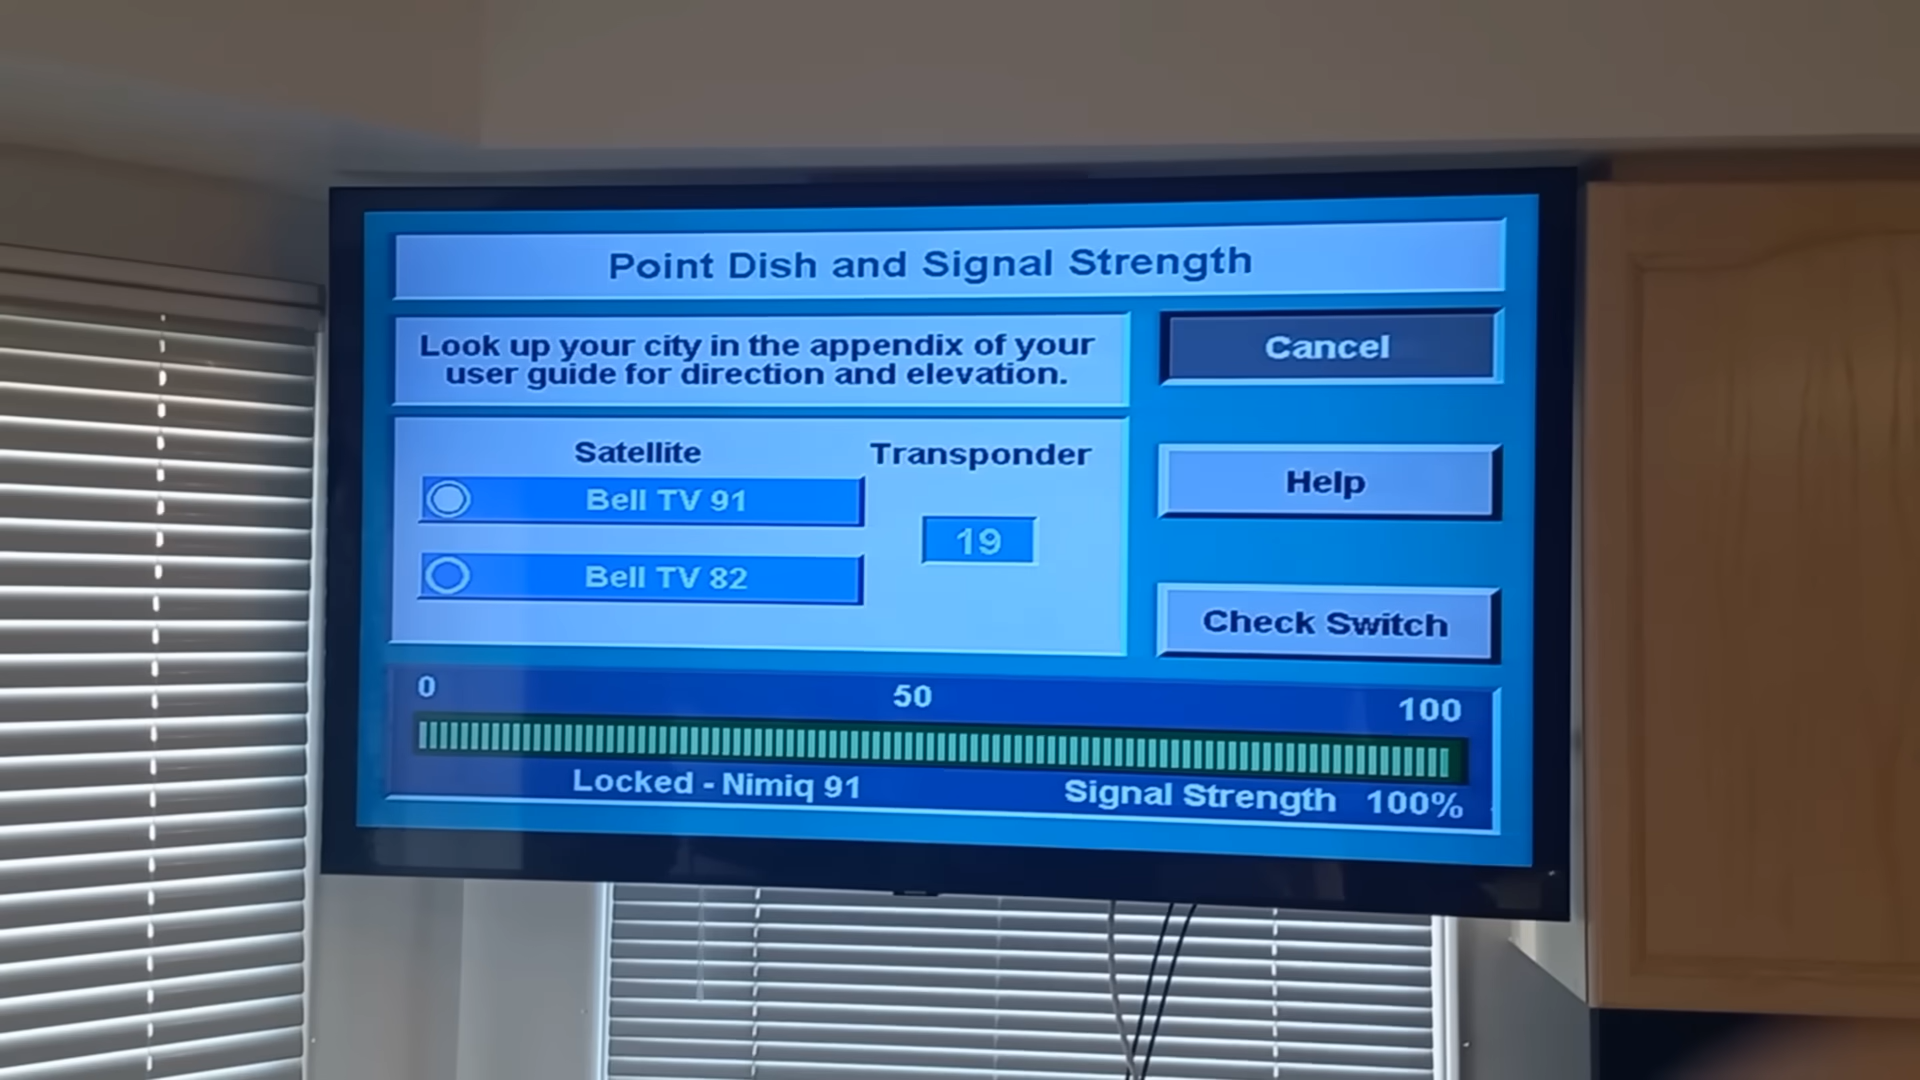 Point Dish and Signal Strength
Look up your city in the appendix of your
user guide for direction and elevation.
Cancel
Satellite
Transponder
Bell TV 91
19
Bell TV 82
Help
Check Switch
0
50
100
Locked - Nimiq 91
Signal Strength 100%